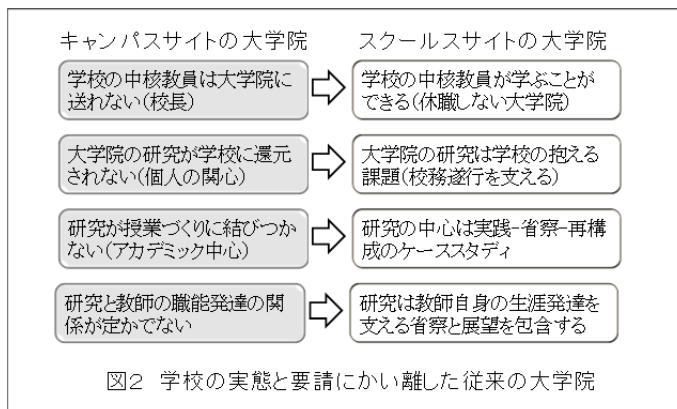 キャンパスサイトの大学院
スクールスサイトの大学院
学校の中核教員は大学院に
送れない(校長)
学校の中核教員が学ぶことが
できる(休職しない大学院)
大学院の研究が学校に還元
されない(個人の関心)
大学院の研究は学校の抱える
課題(校務遂行を支える)
研究が授業づくりに結びつか
ない(アカデミック中心)
研究の中心は実践-省察-再構
成のケーススタディ
研究と教師の職能発達の関
係が定かでない
研究は教師自身の生涯発達を
支える省察と展望を包含する
図2 学校の実態と要請にかい離した従来の大学院